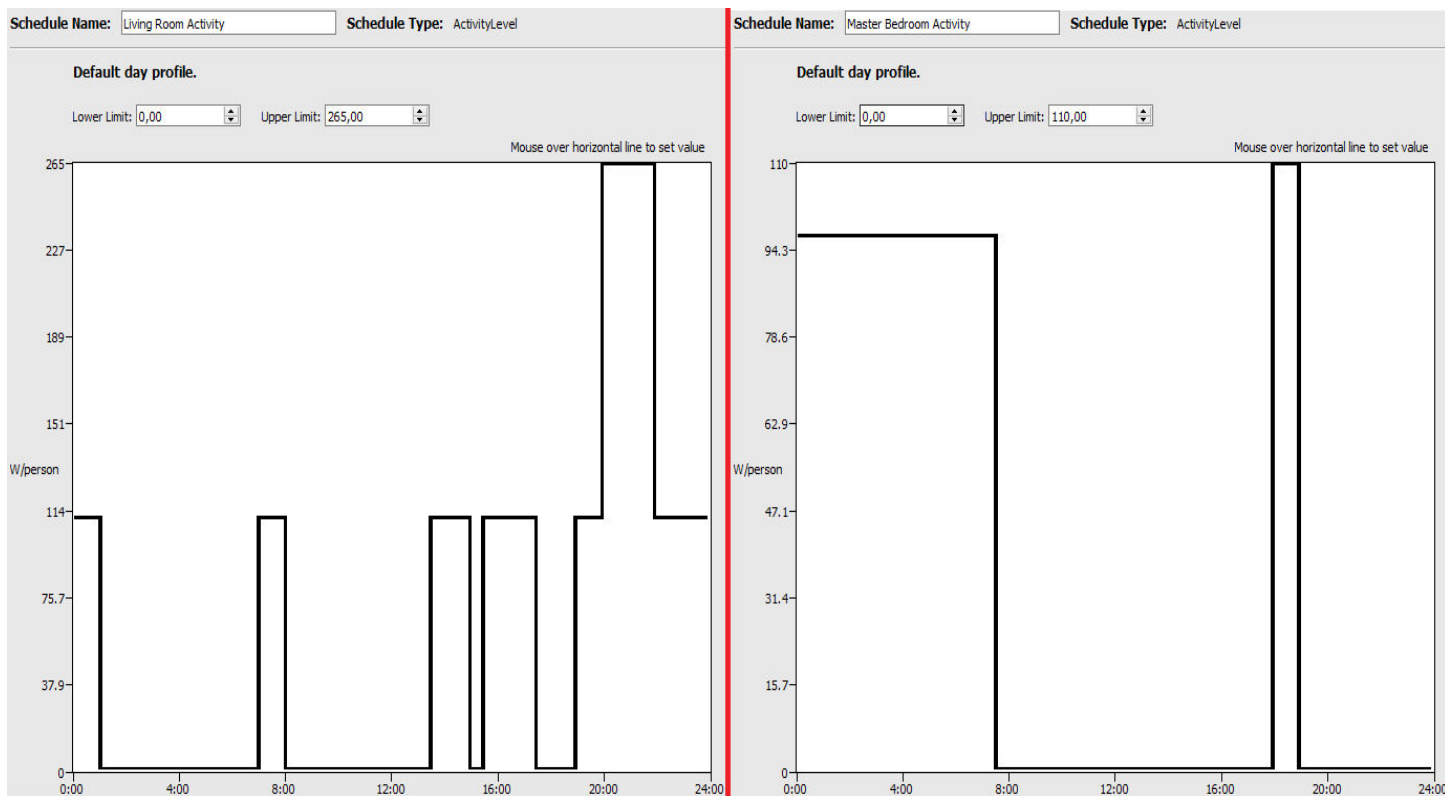 Schedule Name: Living Room Activity Schedule Type: ActivityLevel
Default day profile.
Lower Limit: 0,00 Upper Limit: 265,00
Mouse over horizontal line to set value
265
227
189
151
W/person
114
75.7
37.9
0
0:00 4:00 8:00 12:00 16:00 20:00 24:00
Schedule Name: Master Bedroom Activity Schedule Type: ActivityLevel
Default day profile.
Lower Limit: 0,00 Upper Limit: 110,00
Mouse over horizontal line to set value
110
94.3
78.6
62.9
W/person
47.1
31.4
15.7
0
0:00 4:00 8:00 12:00 16:00 20:00 24:00